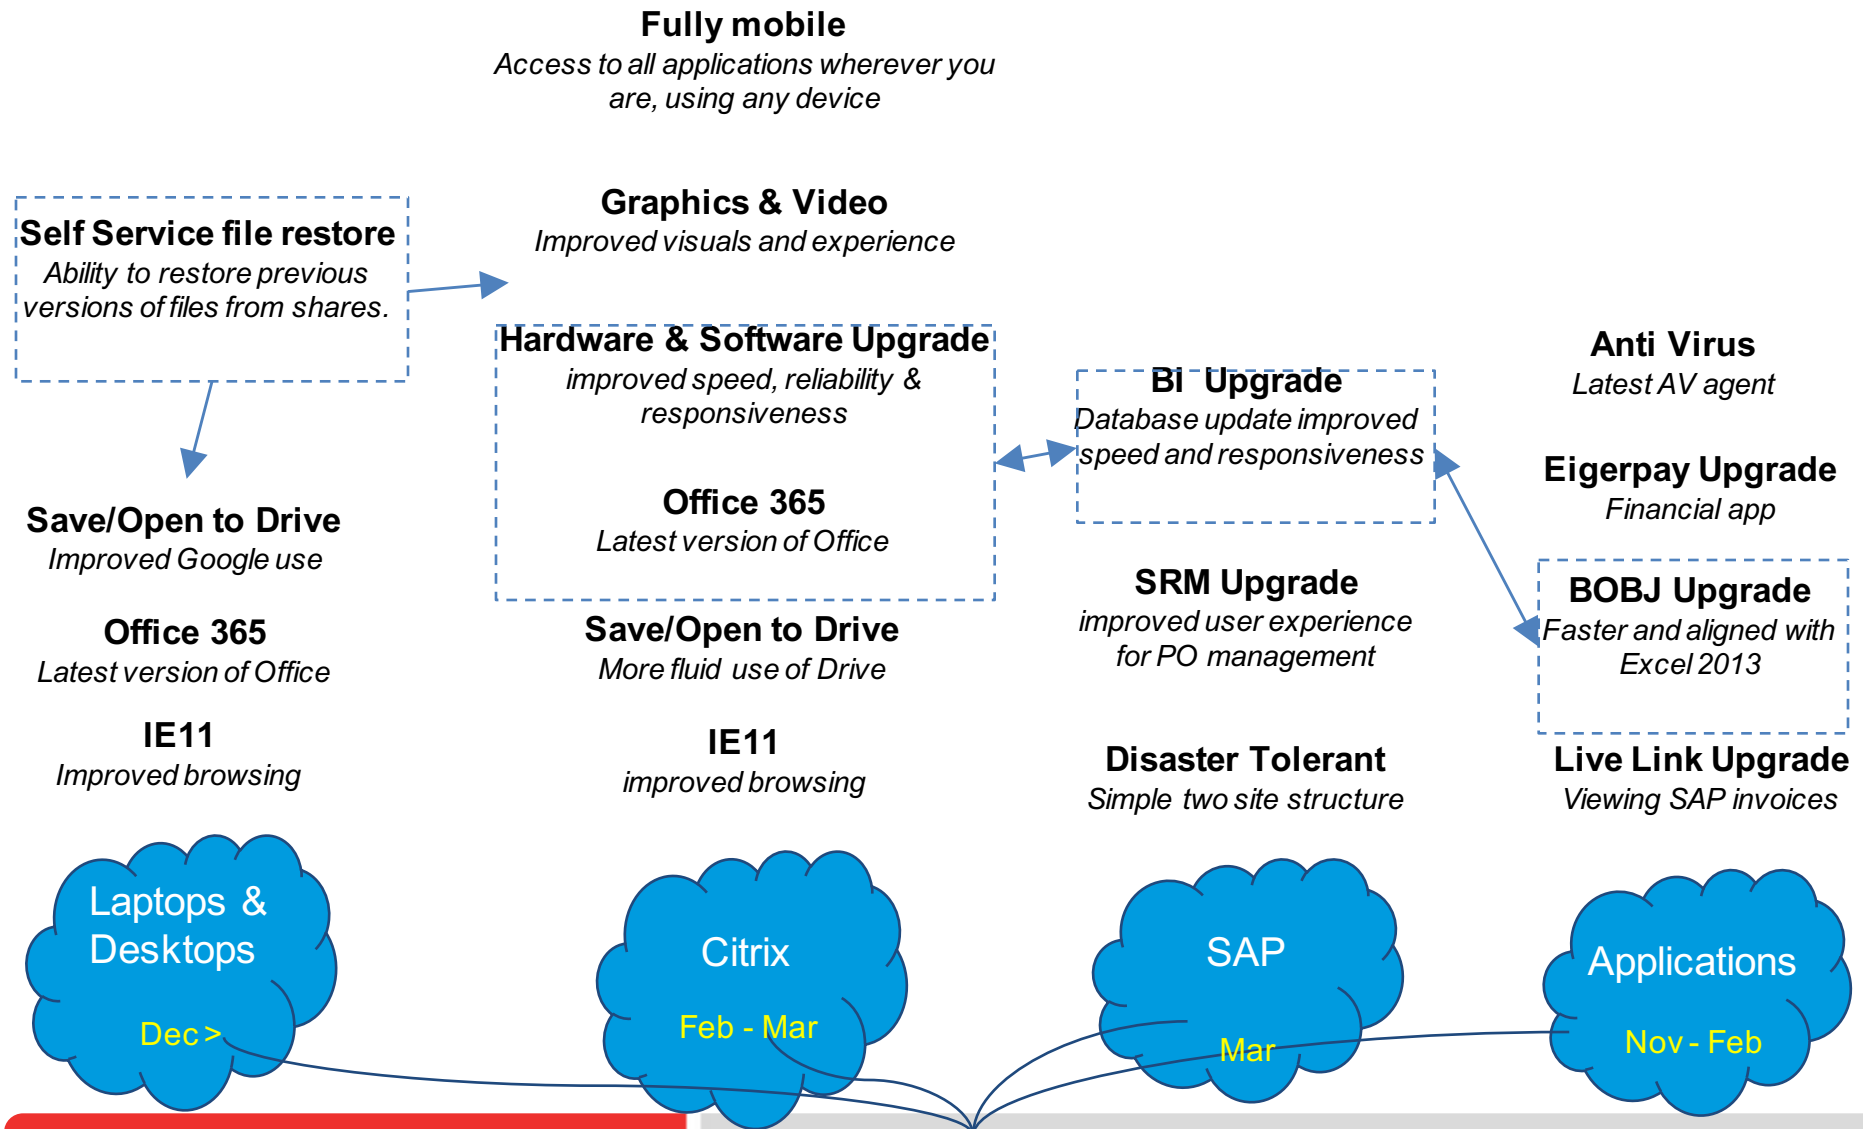 Fully mobile
Access to all applications wherever you
are, using any device
Graphics & Video
Improved visuals and experience
Self Service file restore
Ability to restore previous
versions of files from shares.
Hardware & Software Upgrade
improved speed, reliability &
responsiveness
Office 365
Latest version of Office
BI Upgrade
Database update improved
speed and responsiveness
Anti Virus
Latest AV agent
Eigerpay Upgrade
Financial app
Save/Open to Drive
Improved Google use
Office 365
Latest version of Office
IE11
Improved browsing
Save/Open to Drive
More fluid use of Drive
IE11
improved browsing
SRM Upgrade
improved user experience
for PO management
Disaster Tolerant
Simple two site structure
BOBJ Upgrade
Faster and aligned with
Excel 2013
Live Link Upgrade
Viewing SAP invoices
Laptops &
Desktops
Dec >
Citrix
Feb - Mar
SAP
Mar
Applications
Nov - Feb